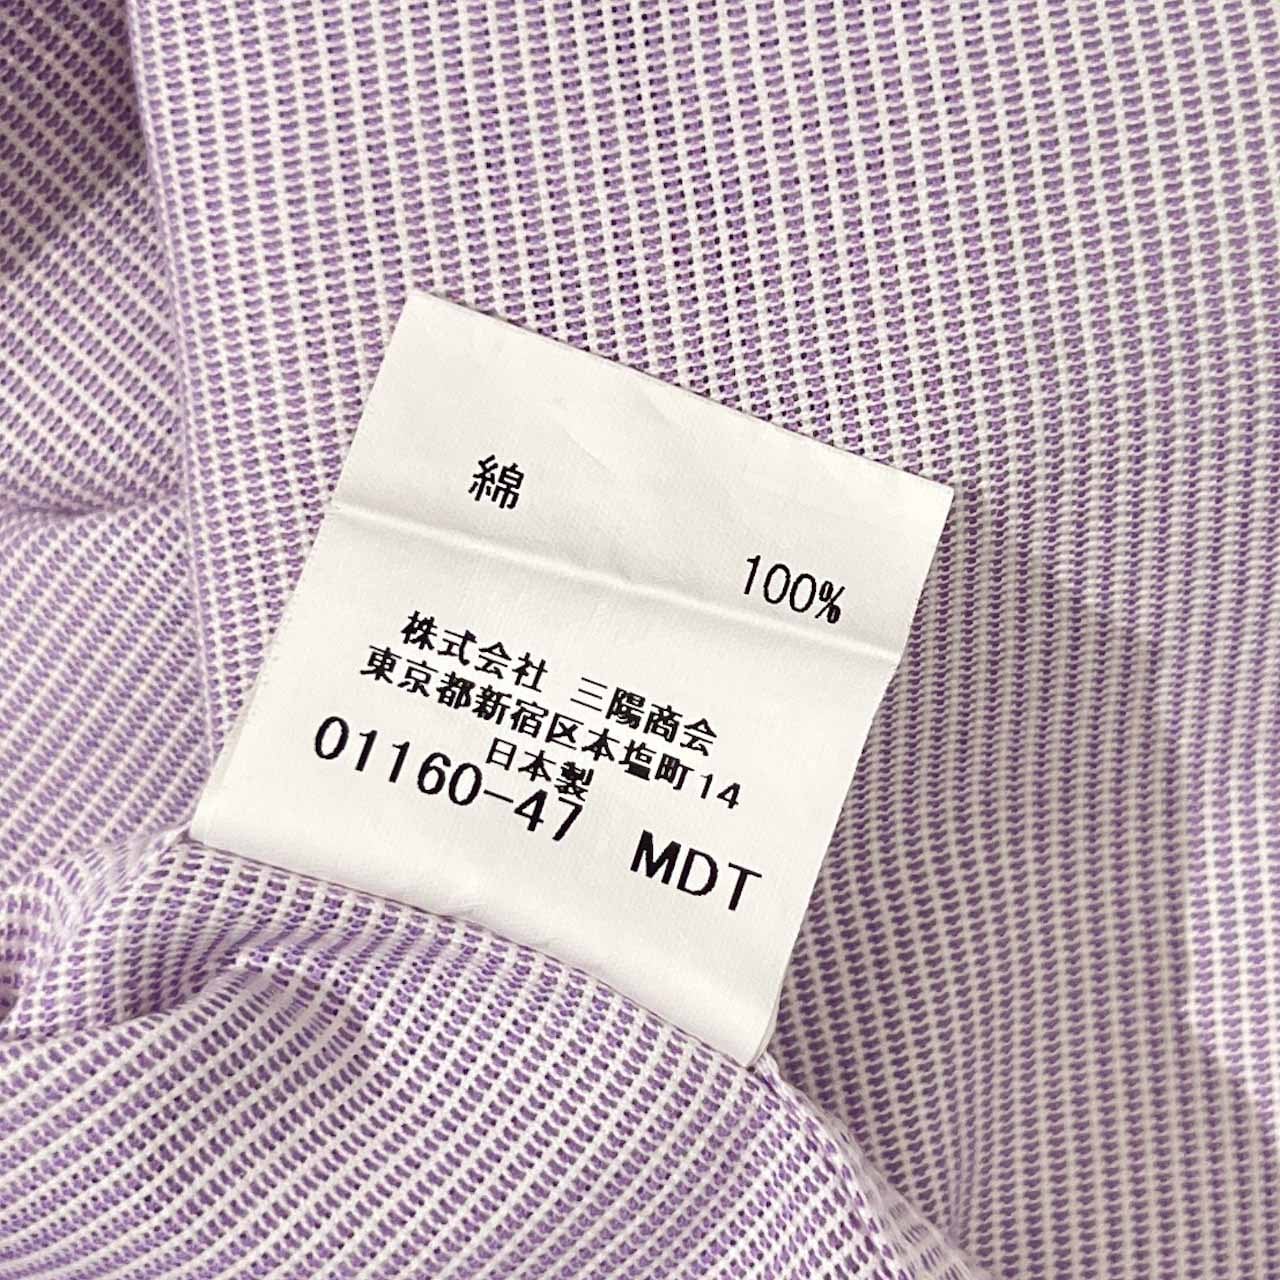 綿
100%
株式会社 三陽商会
東京都新宿区本塩町14
日本製
01160-47 MDT